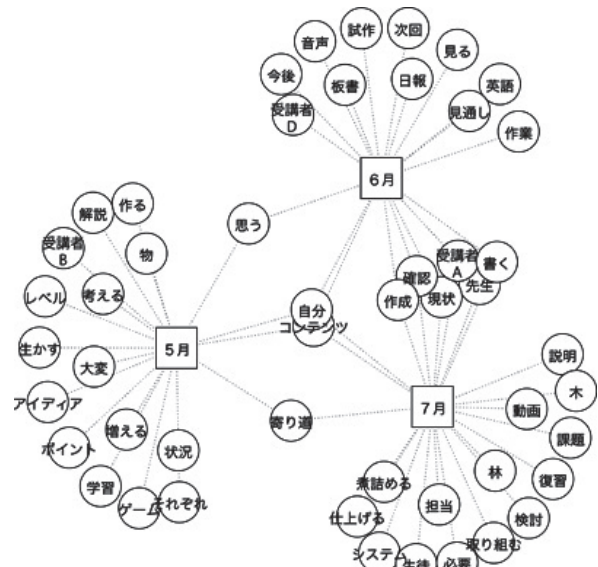 試作
次回
音声
見る
今後
板書
日報
英語
受講者
D
見通し
作業
6月
作る
解説
思う
受講者
B
物
受講者
A
書く
確認
先生
レベル
考える
自分
作成
現状
コンテンツ
5月
生かす
大変
説明
木
アイディア
7月
動画
寄り道
課題
ポイント
増える
状況
林
復習
学習
煮詰める
担当
ゲーム
それぞれ
仕上げる
検討
取り組む
システム
生徒
必要